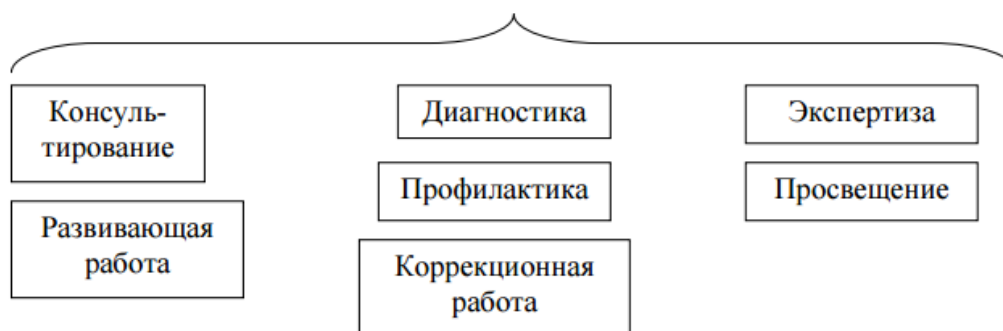 Консуль-
тирование
Развивающая
работа
Диагностика
Профилактика
Коррекционная
работа
Экспертиза
Просвещение